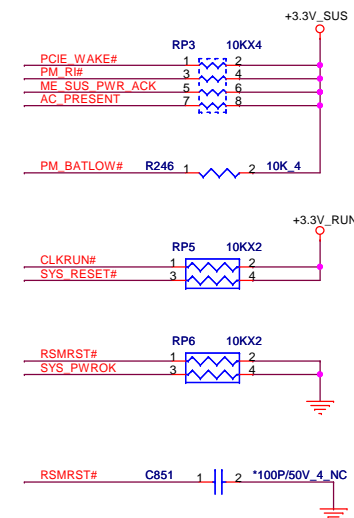 +3.3V_SUS
RP3 10KX4
PCIE_WAKE# 1 2
PM_RI# 3 4
ME_SUS_PWR_ACK 5 6
AC_PRESENT 7 8
PM_BATLOW# R246 1 2 10K_4
+3.3V_RUN
RP5 10KX2
CLKRUN# 1 2
SYS_RESET# 3 4
RP6 10KX2
RSMRST# 1 2
SYS_PWROK 3 4
RSMRST# C851 1 2 *100P/50V_4_NC